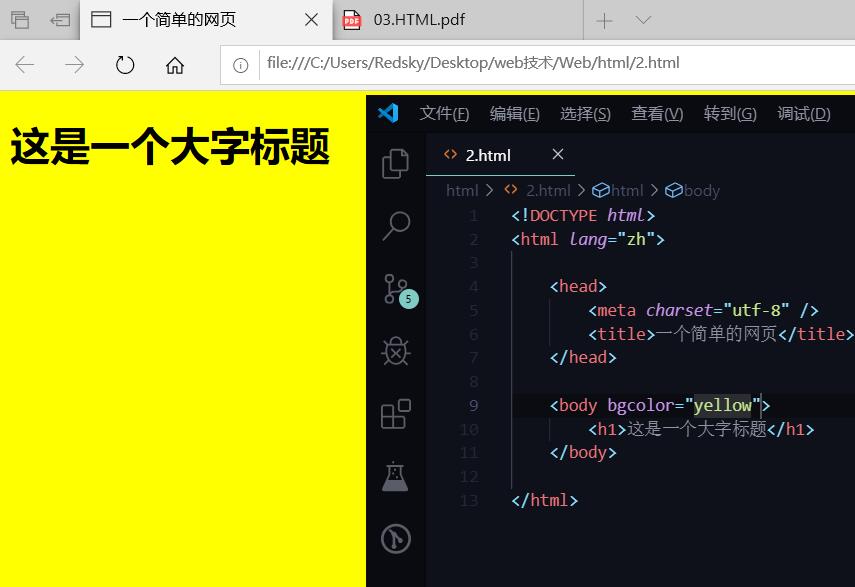 一个简单的网页
03.HTML.pdf
file:///C:/Users/Redsky/Desktop/web技术/Web/html/2.html
这是一个大字标题
文件(F) 编辑(E) 选择(S) 查看(V) 转到(G) 调试(D)
2.html
html > 2.html > html > body
5
1 <!DOCTYPE html>
2 <html lang="zh">
3
4 <head>
5 <meta charset="utf-8" />
6 <title>一个简单的网页</title>
7 </head>
8
9 <body bgcolor="yellow">
10 <h1>这是一个大字标题</h1>
11 </body>
12
13 </html>